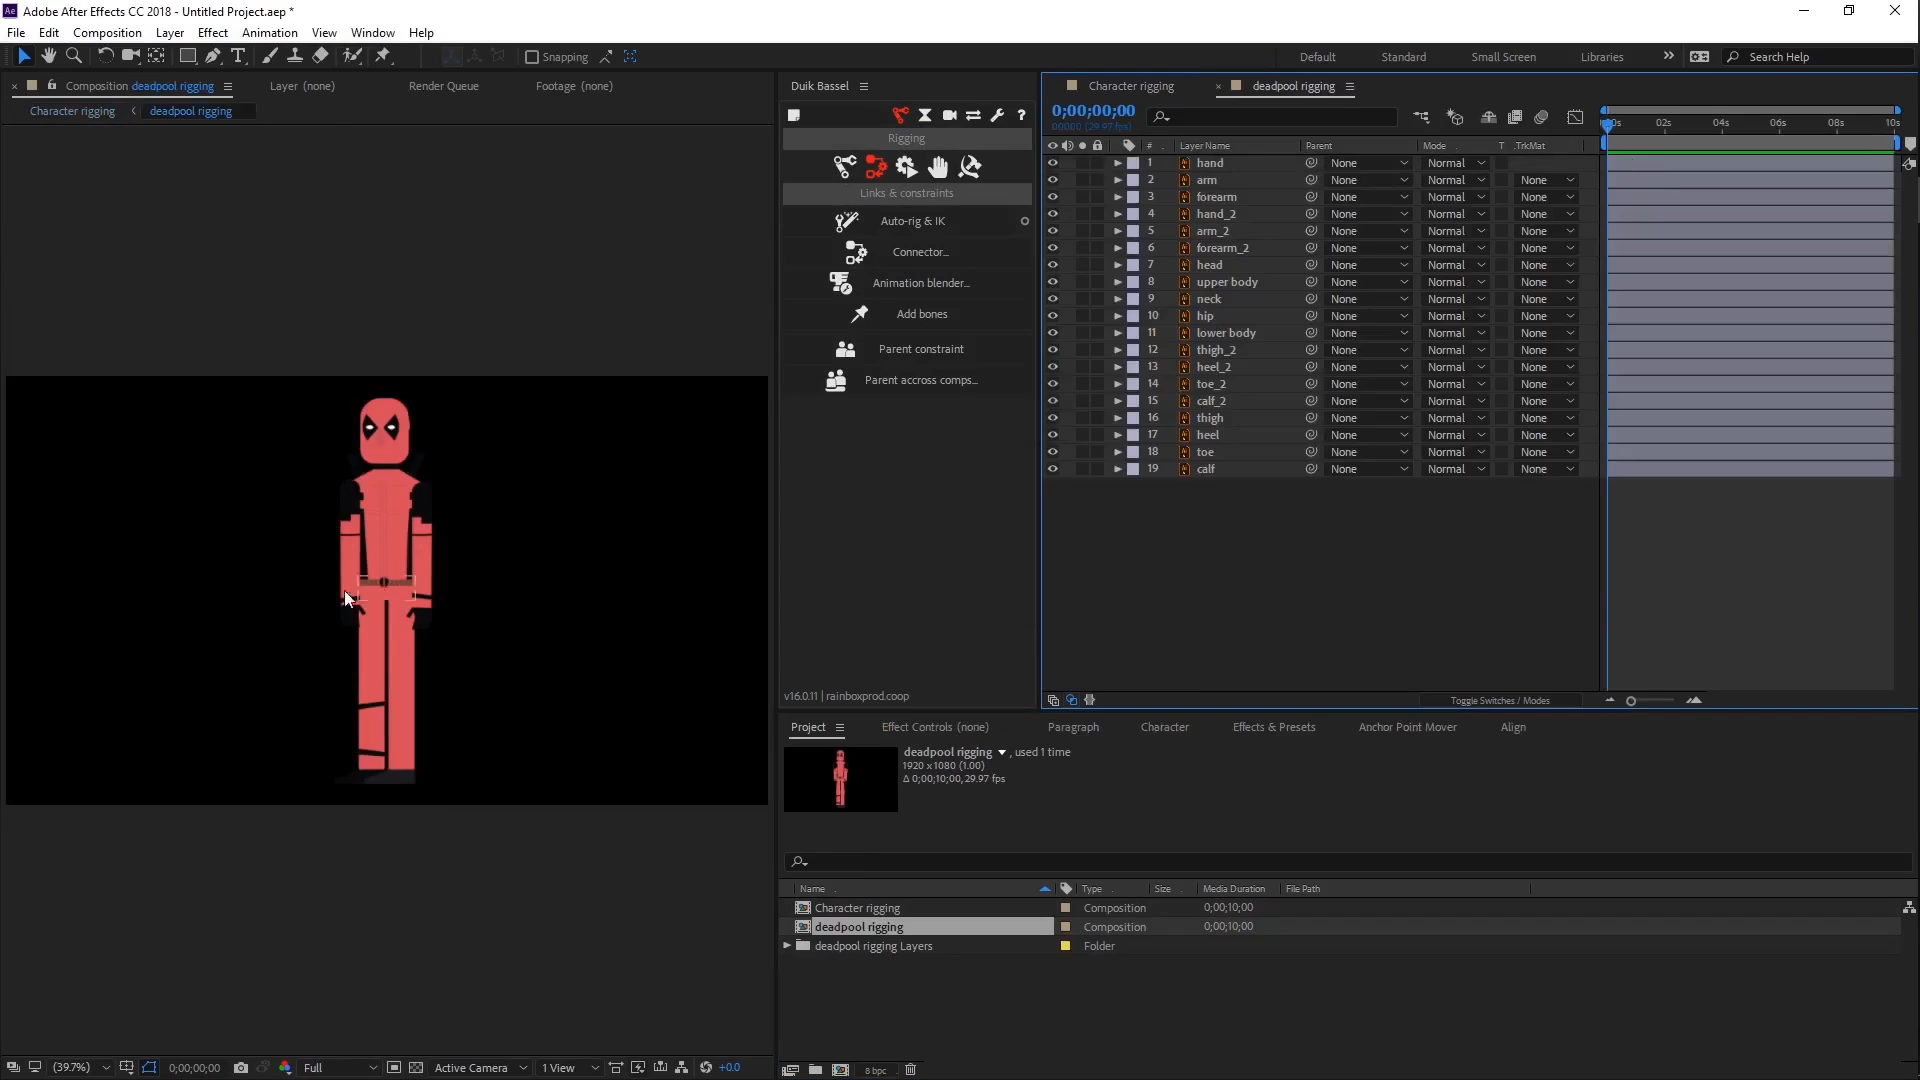 Adobe After Effects CC 2018 - Untitled Project.aep *
File Edit Composition Layer Effect Animation View Window Help
Snapping Default Standard Small Screen Libraries Search Help
Composition deadpool rigging Layer (none) Render Queue Footage (none)
Character rigging deadpool rigging
Duik Bassel
Rigging
Links & constraints
Auto-rig & IK
Connector...
Animation blender...
Add bones
Parent constraint
Parent accross comps...
v16.0.11 | rainboxprod.coop
Character rigging deadpool rigging
0;00;00;00
00000 (29.97 fps)
02s 04s 06s 08s 10s
# Layer Name Parent Mode T .TrkMat
1 hand None Normal
2 arm None Normal None
3 forearm None Normal None
4 hand_2 None Normal None
5 arm_2 None Normal None
6 forearm_2 None Normal None
7 head None Normal None
8 upper body None Normal None
9 neck None Normal None
10 hip None Normal None
11 lower body None Normal None
12 thigh_2 None Normal None
13 heel_2 None Normal None
14 toe_2 None Normal None
15 calf_2 None Normal None
16 thigh None Normal None
17 heel None Normal None
18 toe None Normal None
19 calf None Normal None
Toggle Switches / Modes
Project Effect Controls (none) Paragraph Character Effects & Presets Anchor Point Mover Align
deadpool rigging , used 1 time
1920 x 1080 (1.00)
Δ 0;00;10;00, 29.97 fps
Name Type Size Media Duration File Path
Character rigging Composition 0;00;10;00
deadpool rigging Composition 0;00;10;00
deadpool rigging Layers Folder
(39.7%) 0;00;00;00 Full Active Camera 1 View +0.0
8 bpc